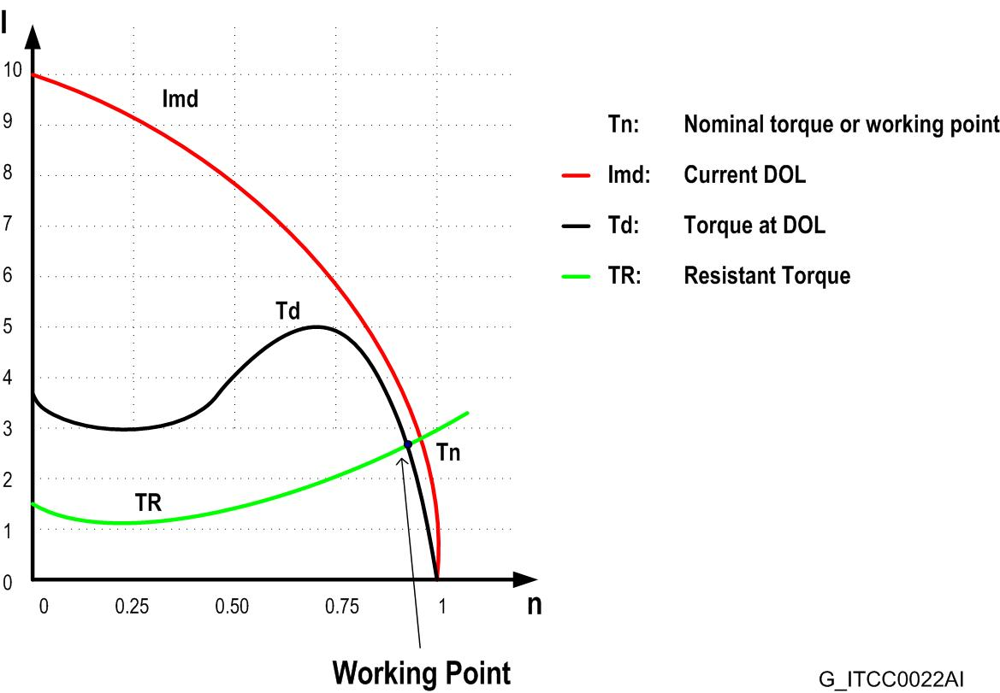 I
10
9
8
7
6
5
4
3
2
1
0
Imd
Td
TR
Tn
0 0.25 0.50 0.75 1 n
Working Point
Tn: Nominal torque or working point
Imd: Current DOL
Td: Torque at DOL
TR: Resistant Torque
G_ITCC0022AI